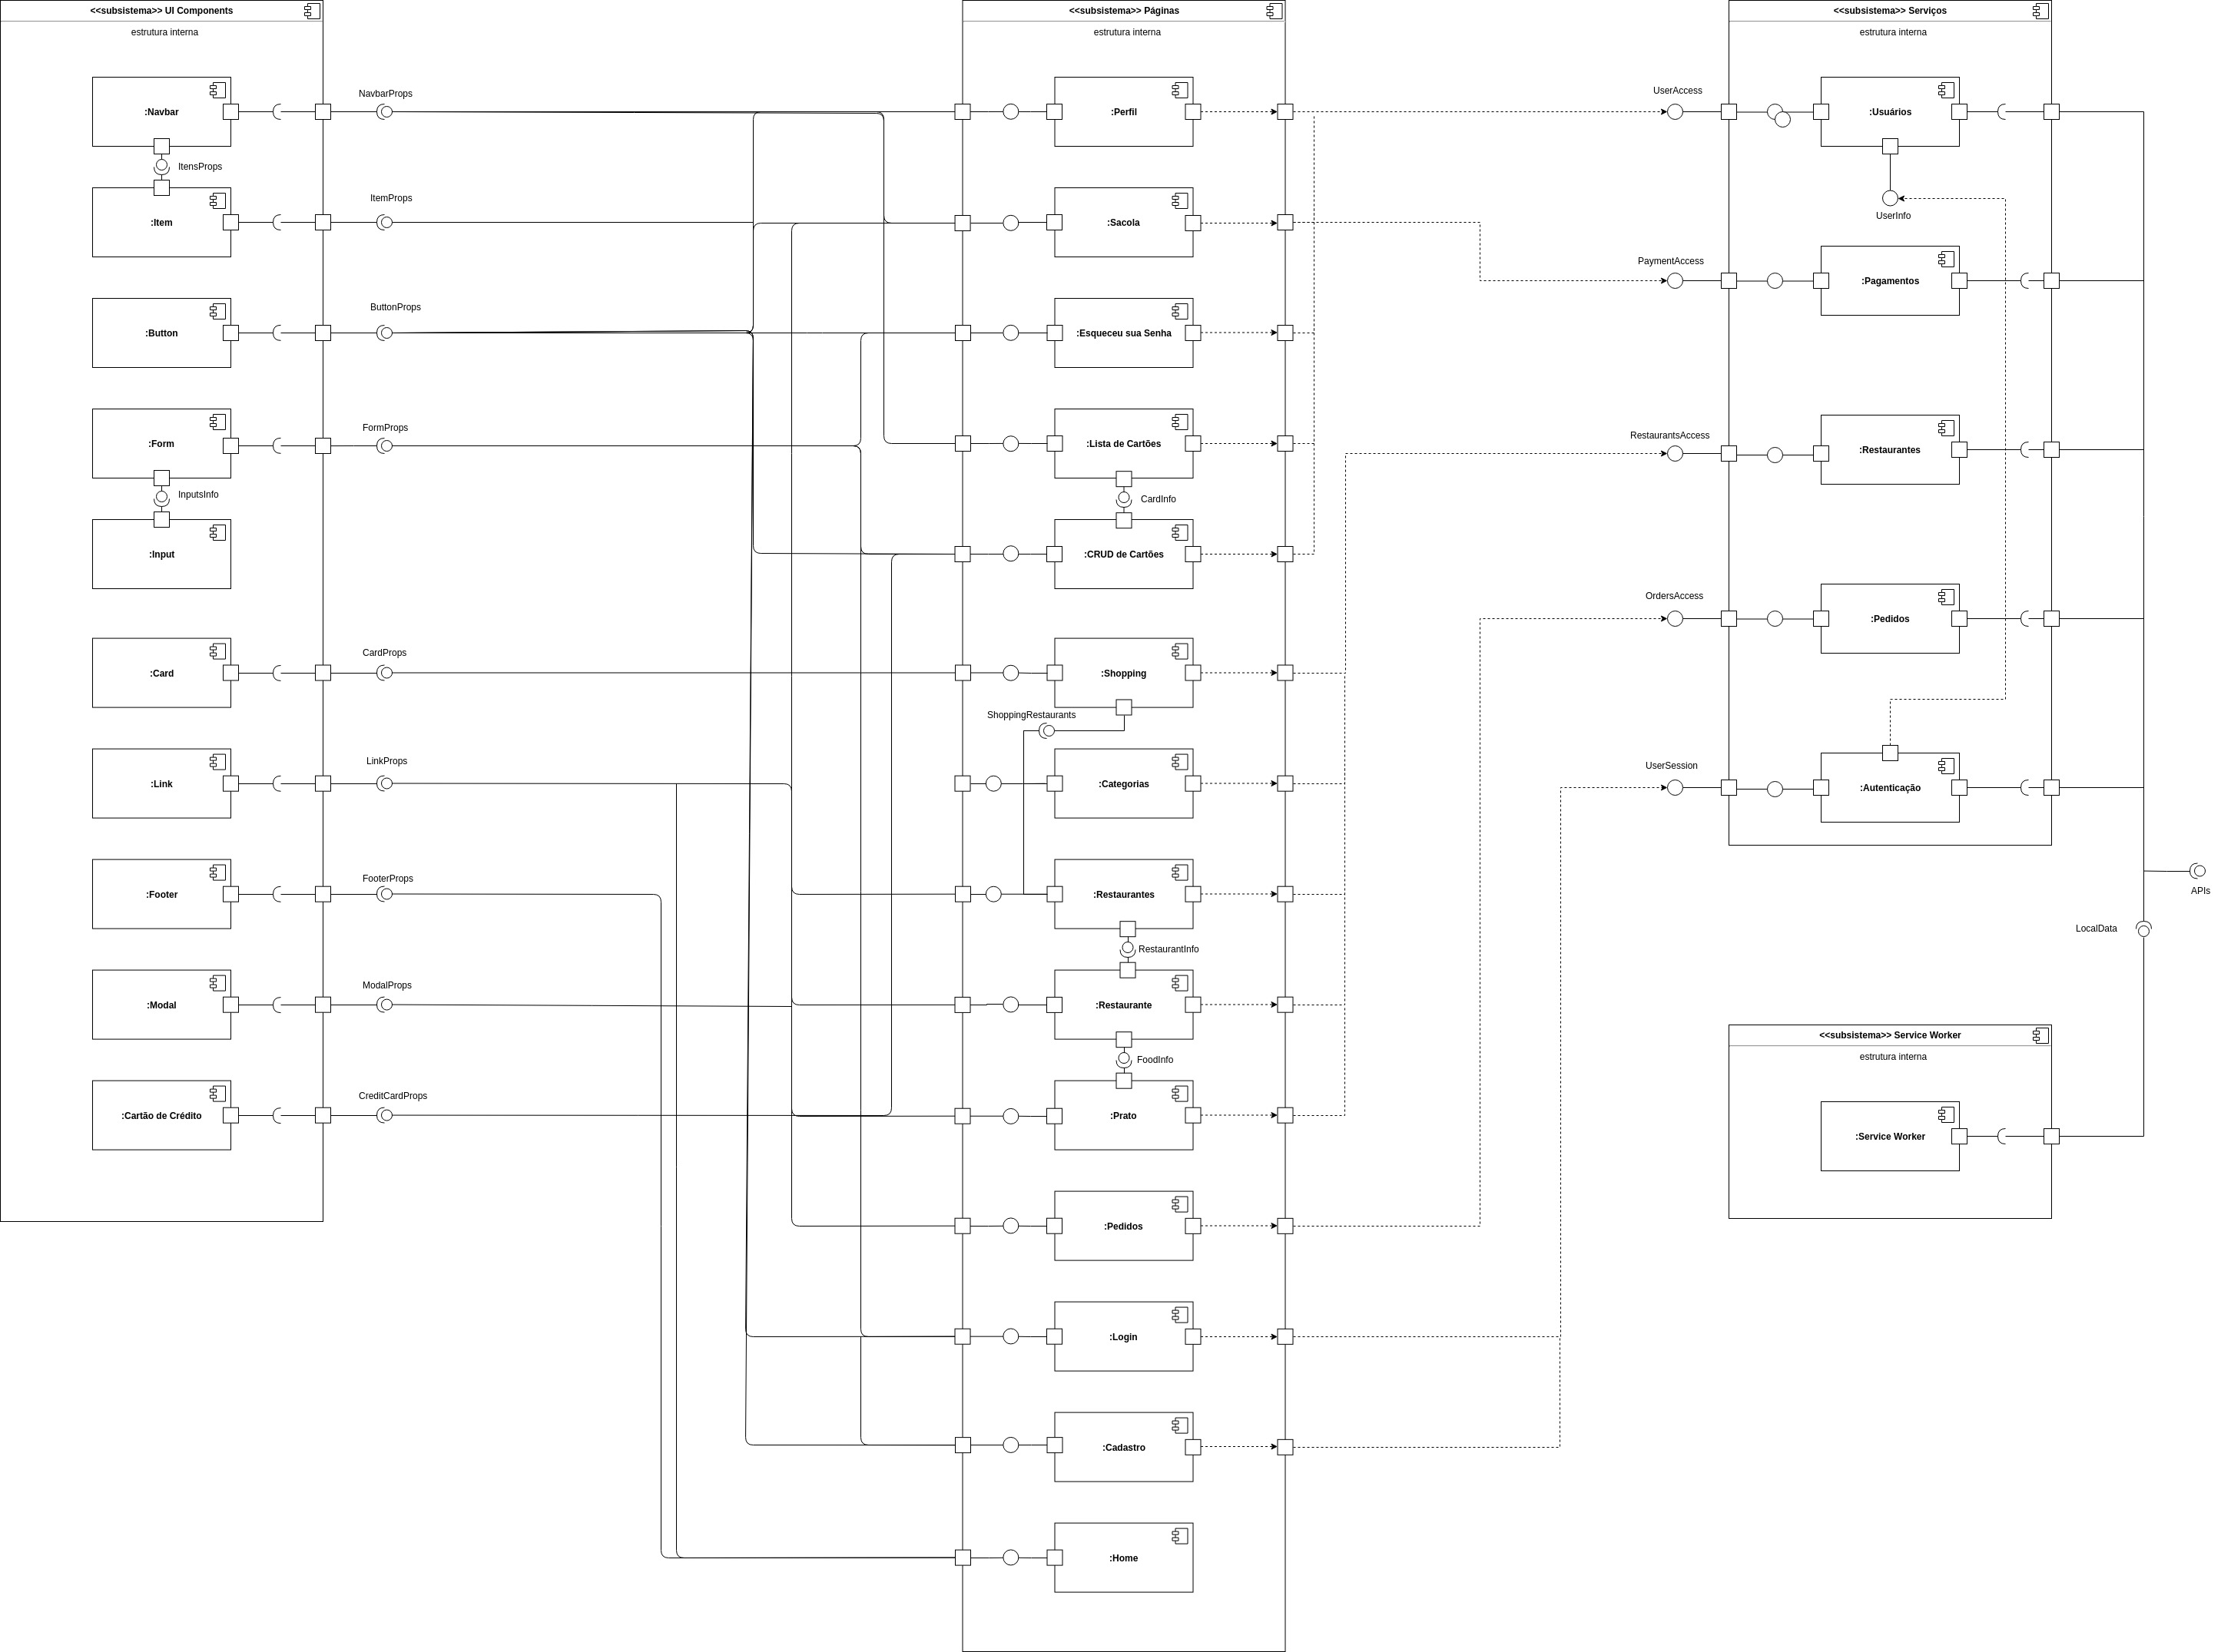 <<subsistema>> UI Components
estrutura interna
:Navbar
ItensProps
:Item
:Button
:Form
InputsInfo
:Input
:Card
:Link
:Footer
:Modal
:Cartão de Crédito
NavbarProps
ItemProps
ButtonProps
FormProps
CardProps
LinkProps
FooterProps
ModalProps
CreditCardProps
<<subsistema>> Páginas
estrutura interna
:Perfil
:Sacola
:Esqueceu sua Senha
:Lista de Cartões
CardInfo
:CRUD de Cartões
:Shopping
ShoppingRestaurants
:Categorias
:Restaurantes
RestaurantInfo
:Restaurante
FoodInfo
:Prato
:Pedidos
:Login
:Cadastro
:Home
UserAccess
PaymentAccess
RestaurantsAccess
OrdersAccess
UserSession
<<subsistema>> Serviços
estrutura interna
:Usuários
UserInfo
:Pagamentos
:Restaurantes
:Pedidos
:Autenticação
APIs
LocalData
<<subsistema>> Service Worker
estrutura interna
:Service Worker